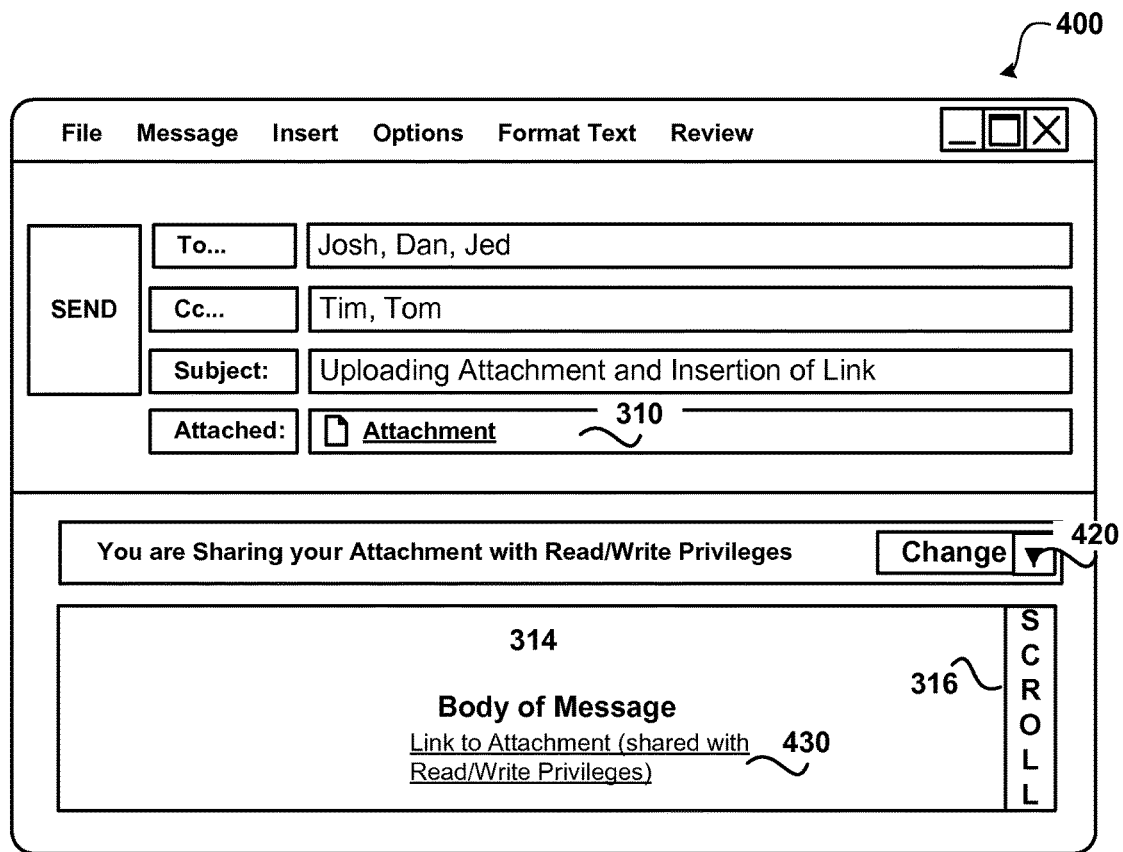 400
File Message Insert Options Format Text Review
SEND
To... Josh, Dan, Jed
Cc... Tim, Tom
Subject: Uploading Attachment and Insertion of Link
Attached: Attachment 310
You are Sharing your Attachment with Read/Write Privileges Change 420
314
Body of Message
Link to Attachment (shared with
Read/Write Privileges) 430
316 SCROLL